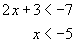 2x + 3 < −7
x < −5